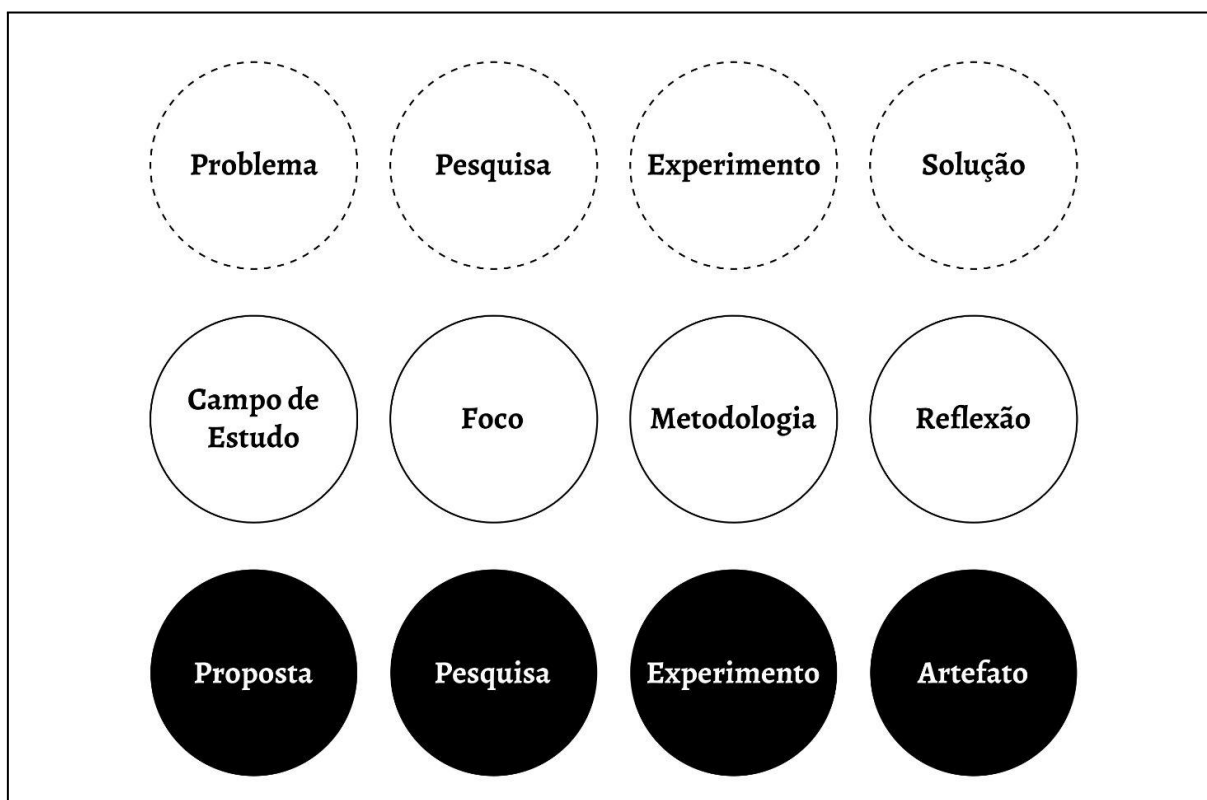 Problema
Pesquisa
Experimento
Solução
Campo de
Estudo
Foco
Metodologia
Reflexão
Proposta
Pesquisa
Experimento
Artefato